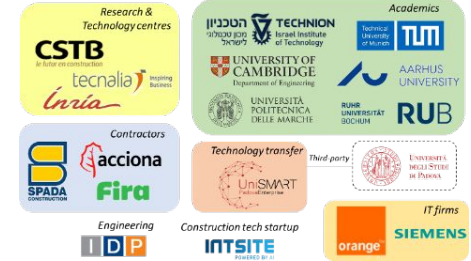 Research &
Technology centres
CSTB
le futur en construction
tecnalia
Inspiring
Business
Inria
Academics
הטכניון
מכון טכנולוגי
לישראל
TECHNION
Israel Institute
of Technology
Technical
University
of Munich
TUM
UNIVERSITY OF
CAMBRIDGE
Department of Engineering
AARHUS
UNIVERSITY
UNIVERSITÀ
POLITECNICA
DELLE MARCHE
RUHR
UNIVERSITÄT
BOCHUM
RUB
Contractors
SPADA
CONSTRUCTION
acciona
Fira
Technology transfer
UniSMART
Third-party
UNIVERSITÀ
DEGLI STUDI
DI PADOVA
Engineering
IDP
Construction tech startup
INTSITE
POWERED BY AI
IT firms
orange
SIEMENS